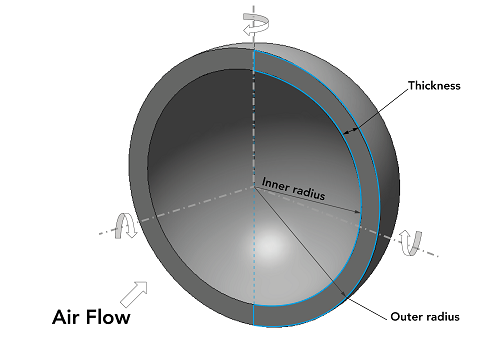 Thickness
Inner radius
Outer radius
Air Flow